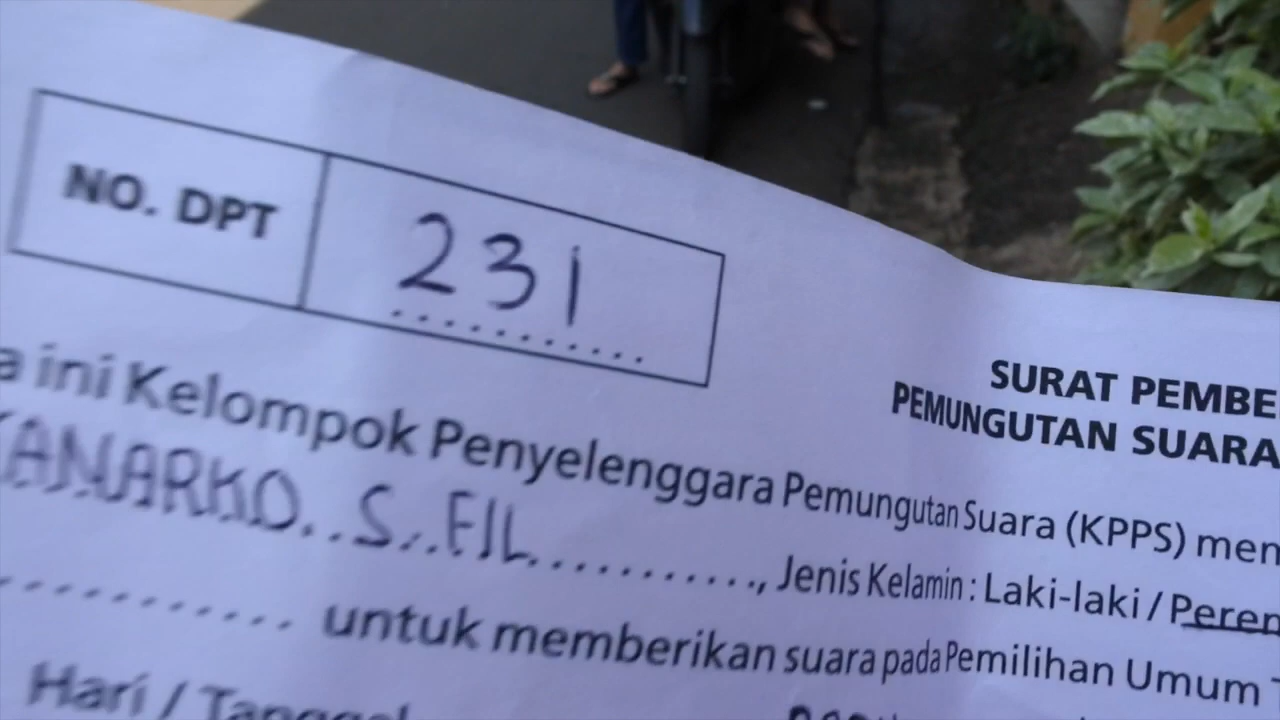 NO. DPT 231
SURAT PEMBE
PEMUNGUTAN SUARA
a ini Kelompok Penyelenggara Pemungutan Suara (KPPS) men
KANARKO..S..FIL..........., Jenis Kelamin : Laki-laki / Peren
............ untuk memberikan suara pada Pemilihan Umum T
Hari / Tanggal